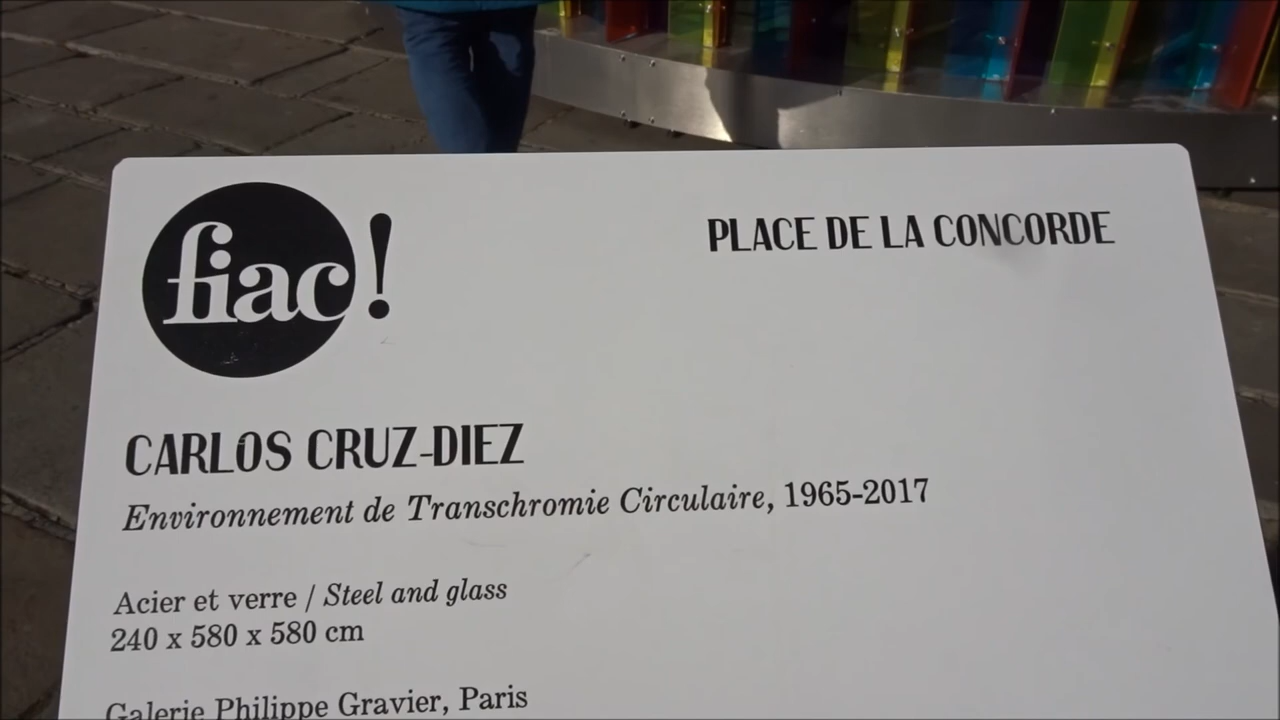 fiac!
PLACE DE LA CONCORDE
CARLOS CRUZ-DIEZ
Environnement de Transchromie Circulaire, 1965-2017
Acier et verre / Steel and glass
240 x 580 x 580 cm
Galerie Philippe Gravier, Paris